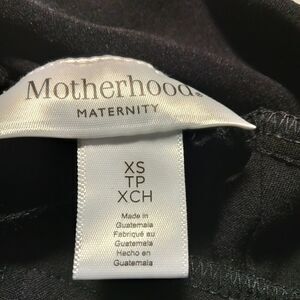 Motherhood®
MATERNITY
XS
TP
XCH
Made in
Guatemala
Fabriqué au
Guatemala
Hecho en
Guatemala